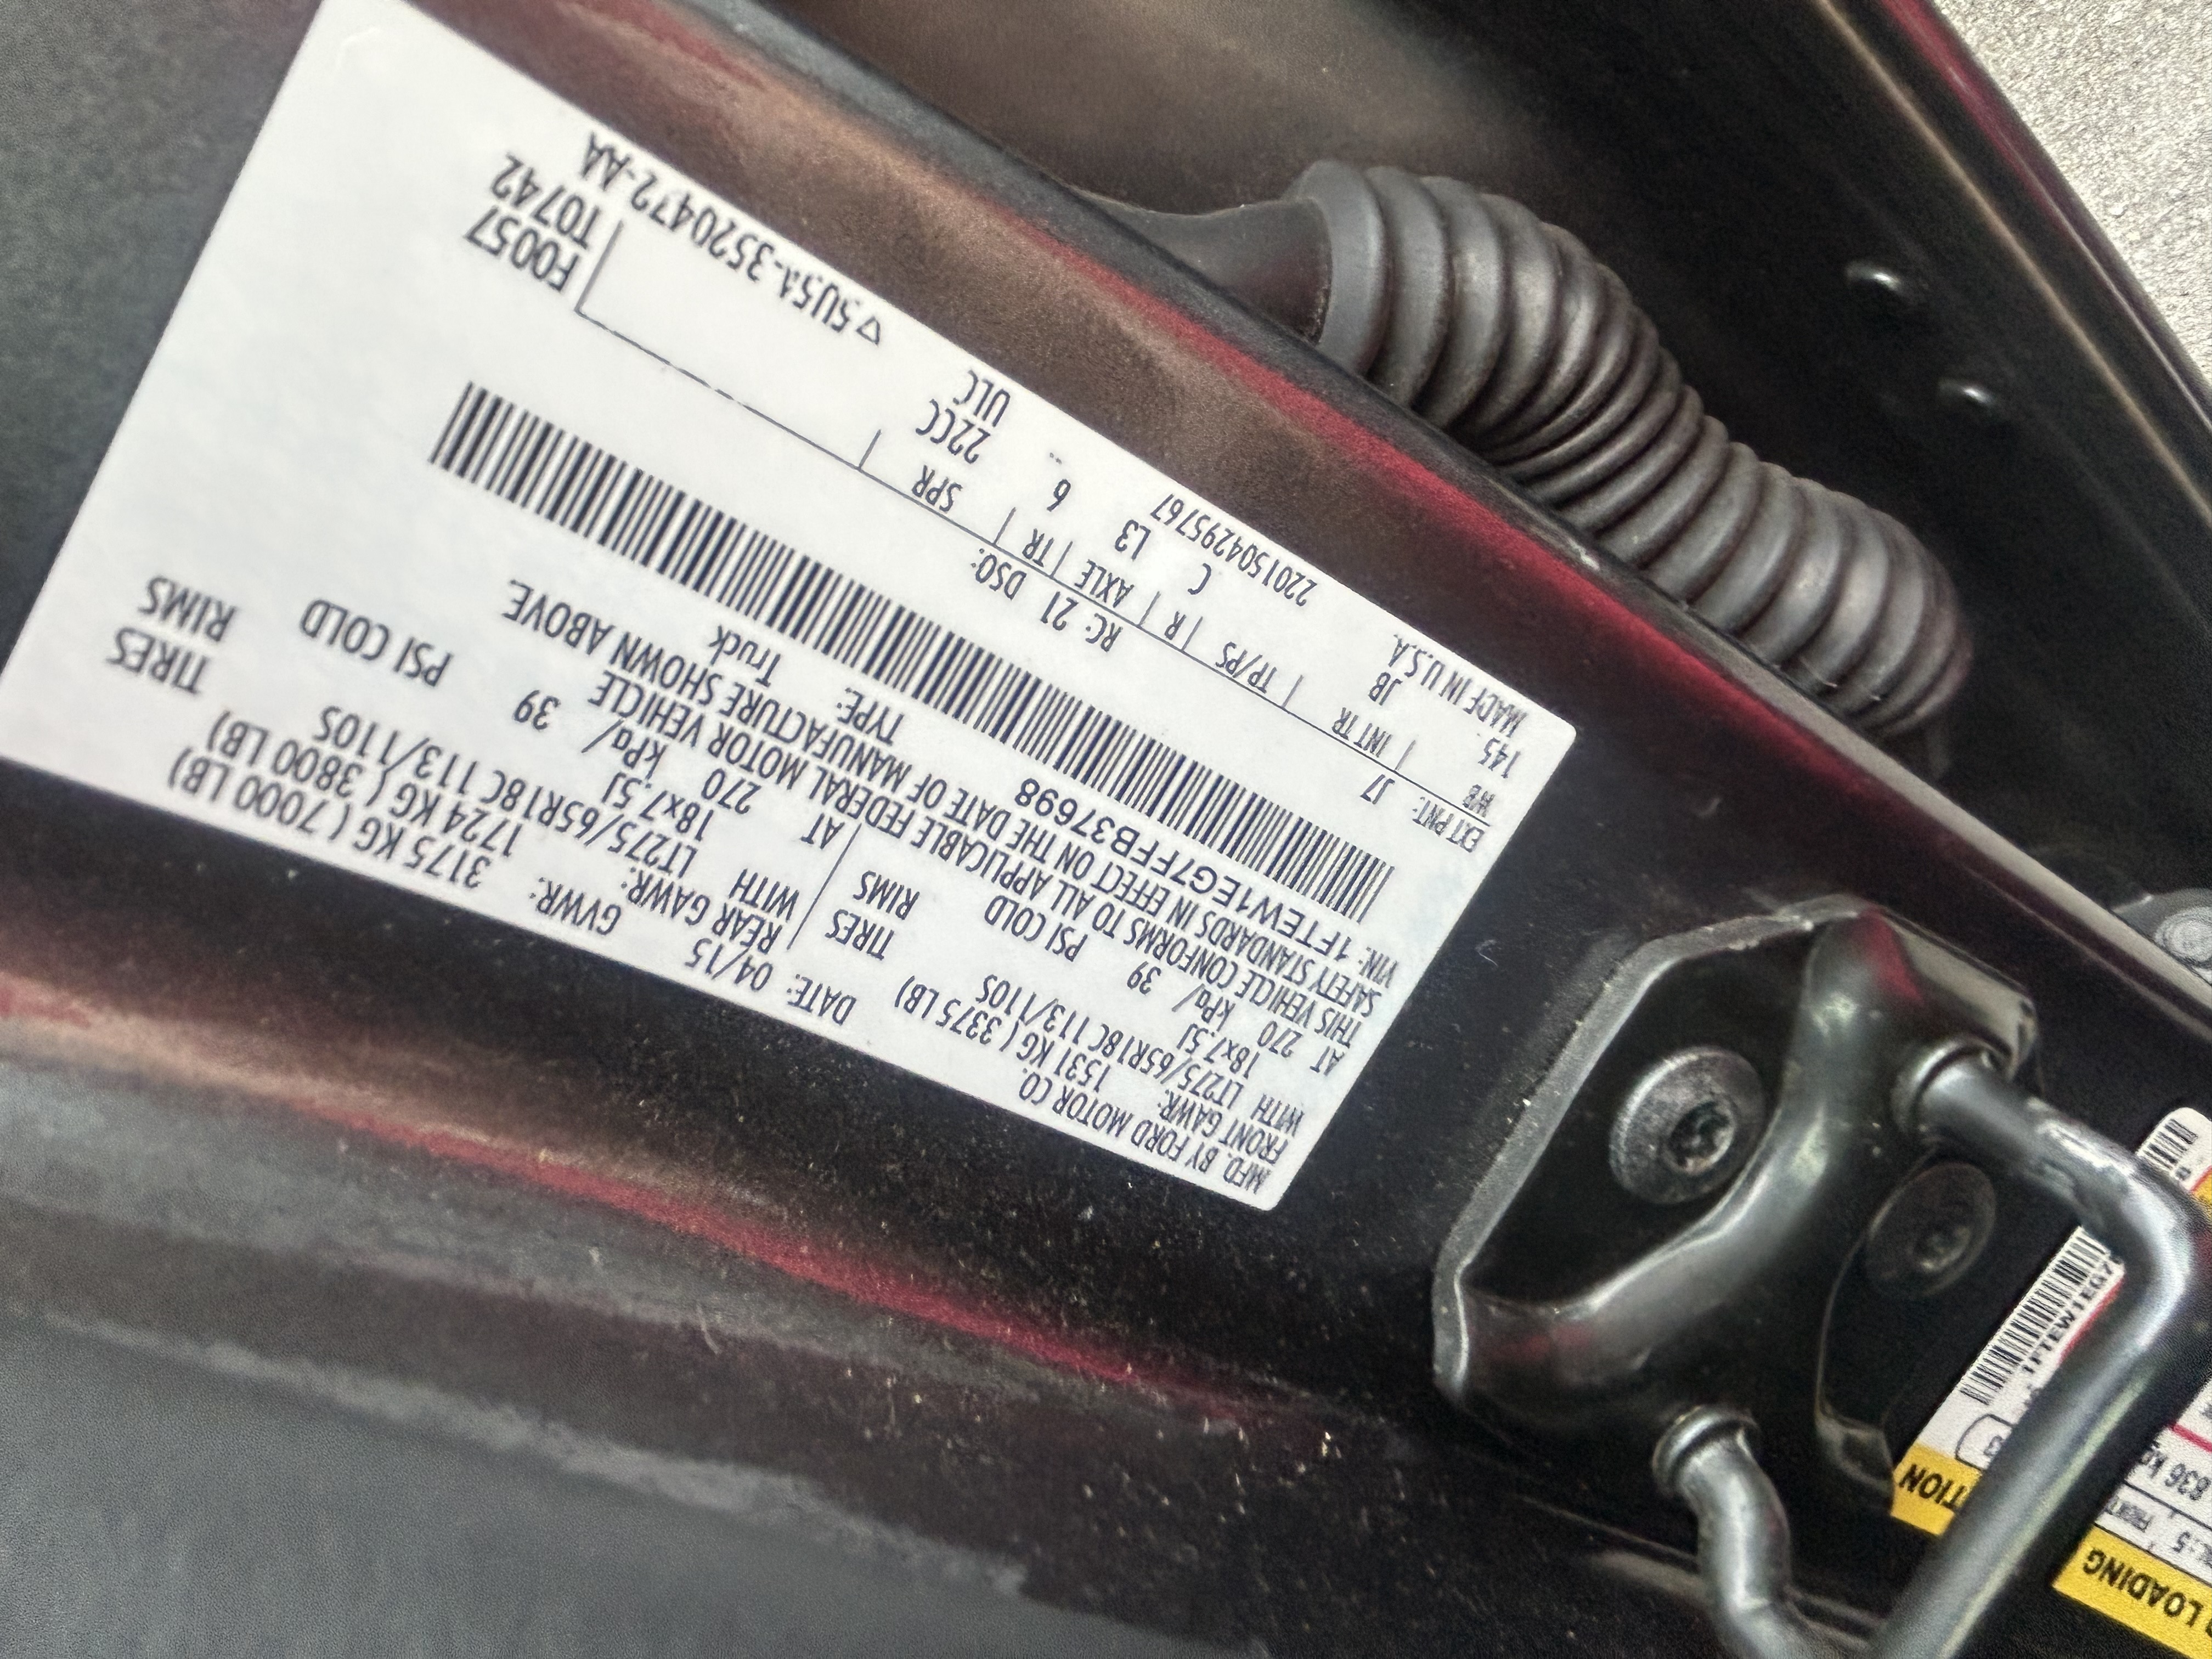 MFD. BY FORD MOTOR CO.
DATE: 04/15 GVWR: 3175 KG ( 7000 LB)
FRONT GAWR: 1531 KG ( 3375 LB) REAR GAWR: 1724 KG ( 3800 LB)
WITH LT275/65R18C 113/110S TIRES WITH LT275/65R18C 113/110S TIRES
18x7.5J RIMS 18x7.5J RIMS
AT 270 kPa/ 39 PSI COLD AT 270 kPa/ 39 PSI COLD
THIS VEHICLE CONFORMS TO ALL APPLICABLE FEDERAL MOTOR VEHICLE
SAFETY STANDARDS IN EFFECT ON THE DATE OF MANUFACTURE SHOWN ABOVE
VIN: 1FTEW1EG7FFB37698 TYPE: Truck
F0057
T0742
EXT PNT: J7 RC: 21 DSO:
WB INT TR TP/PS R AXLE TR SPR
145 JB C L3 6 22CC
MADE IN U.S.A. 2201504295767 ULC
▽5U5A-3520472-AA
1FTEW1EG7
TION
LOADING
836 kg